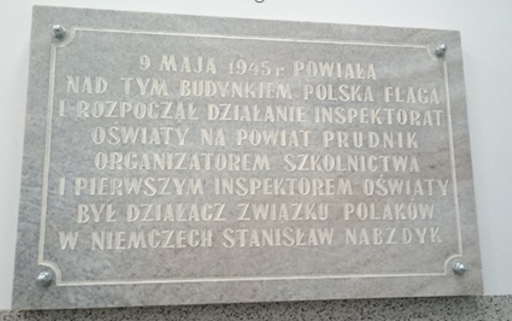 9 MAJA 1945 r. POWIAŁA
NAD TYM BUDYNKIEM POLSKA FLAGA
I ROZPOCZĄŁ DZIAŁANIE INSPEKTORAT
OŚWIATY NA POWIAT PRUDNIK
ORGANIZATOREM SZKOLNICTWA
I PIERWSZYM INSPEKTOREM OŚWIATY
BYŁ DZIAŁACZ ZWIĄZKU POLAKÓW
W NIEMCZECH STANISŁAW NABZDYK